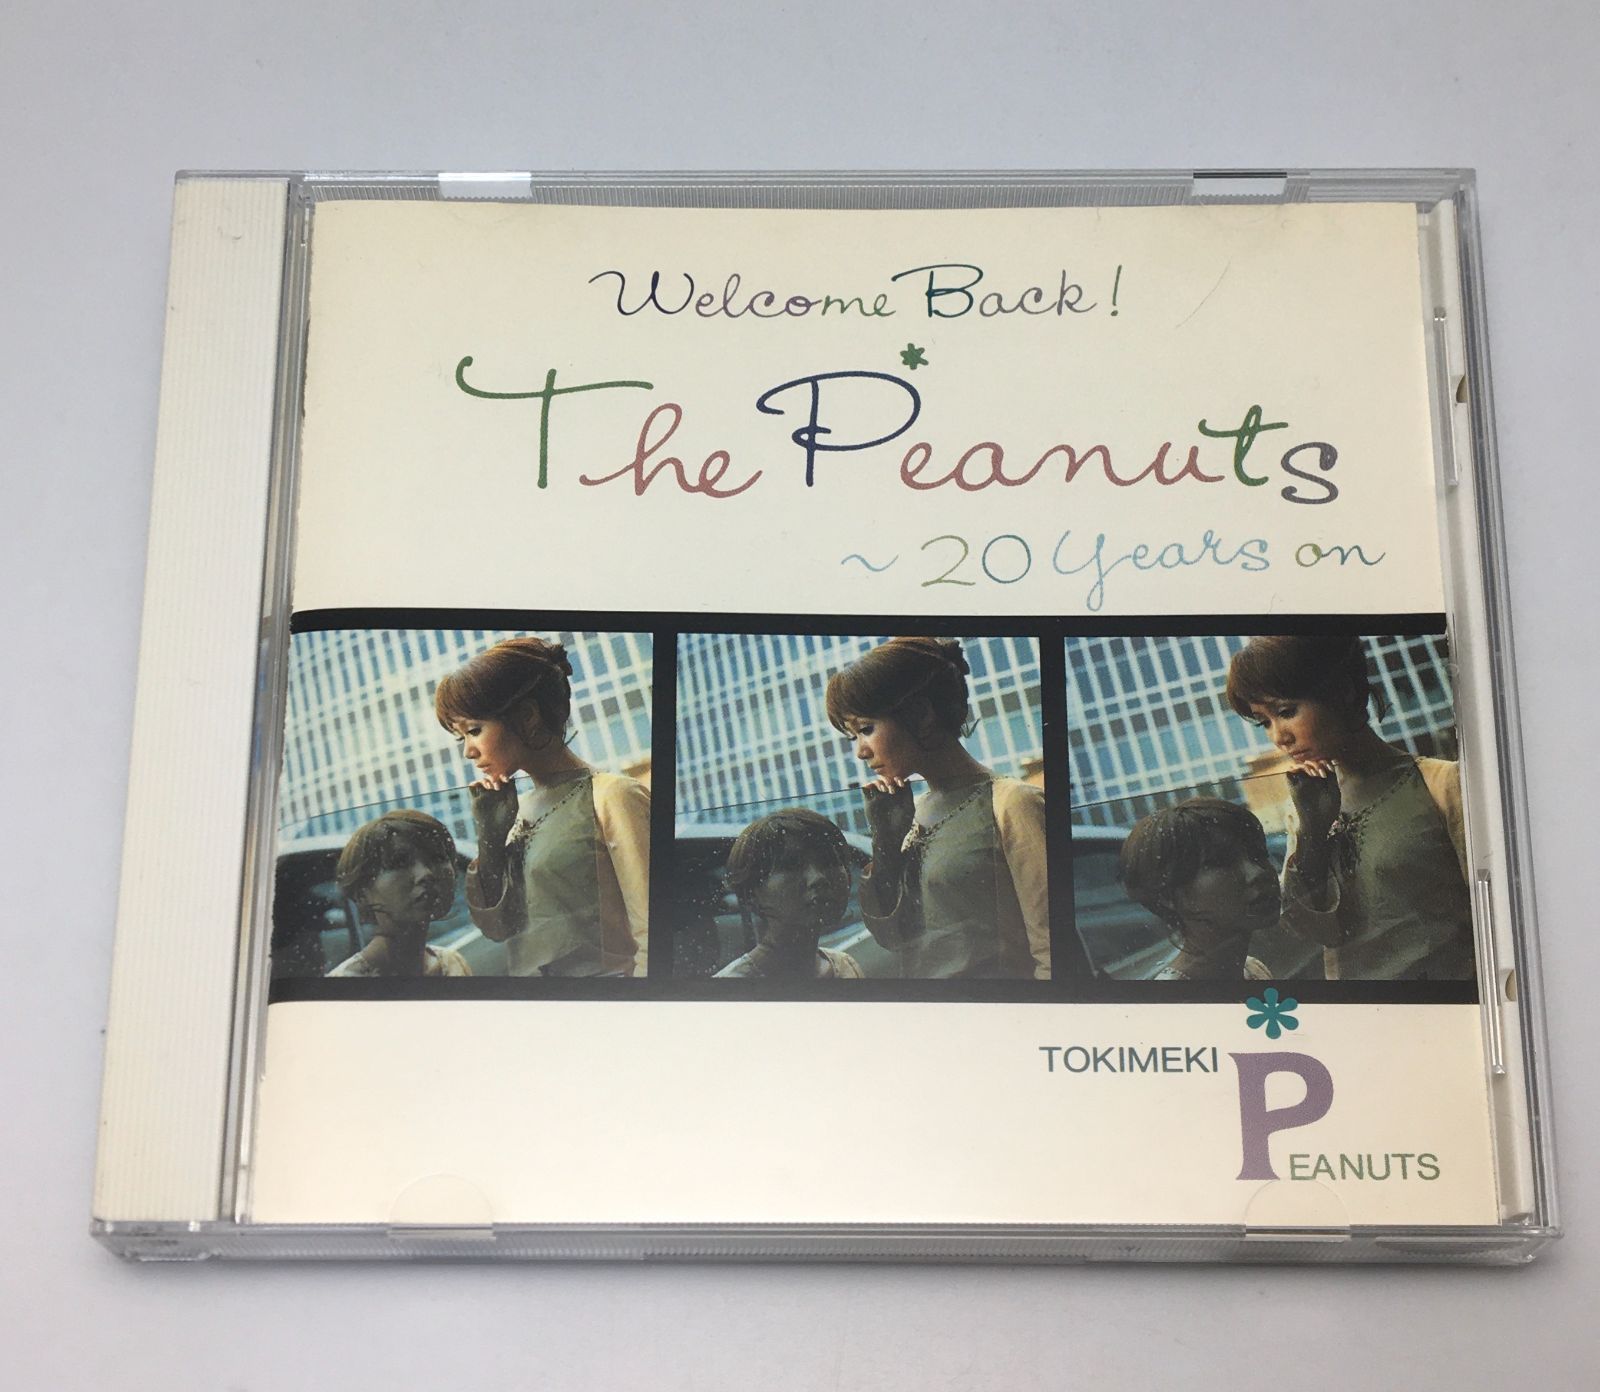 Welcome Back!
The Peanuts
~20 Years on
TOKIMEKI
PEANUTS